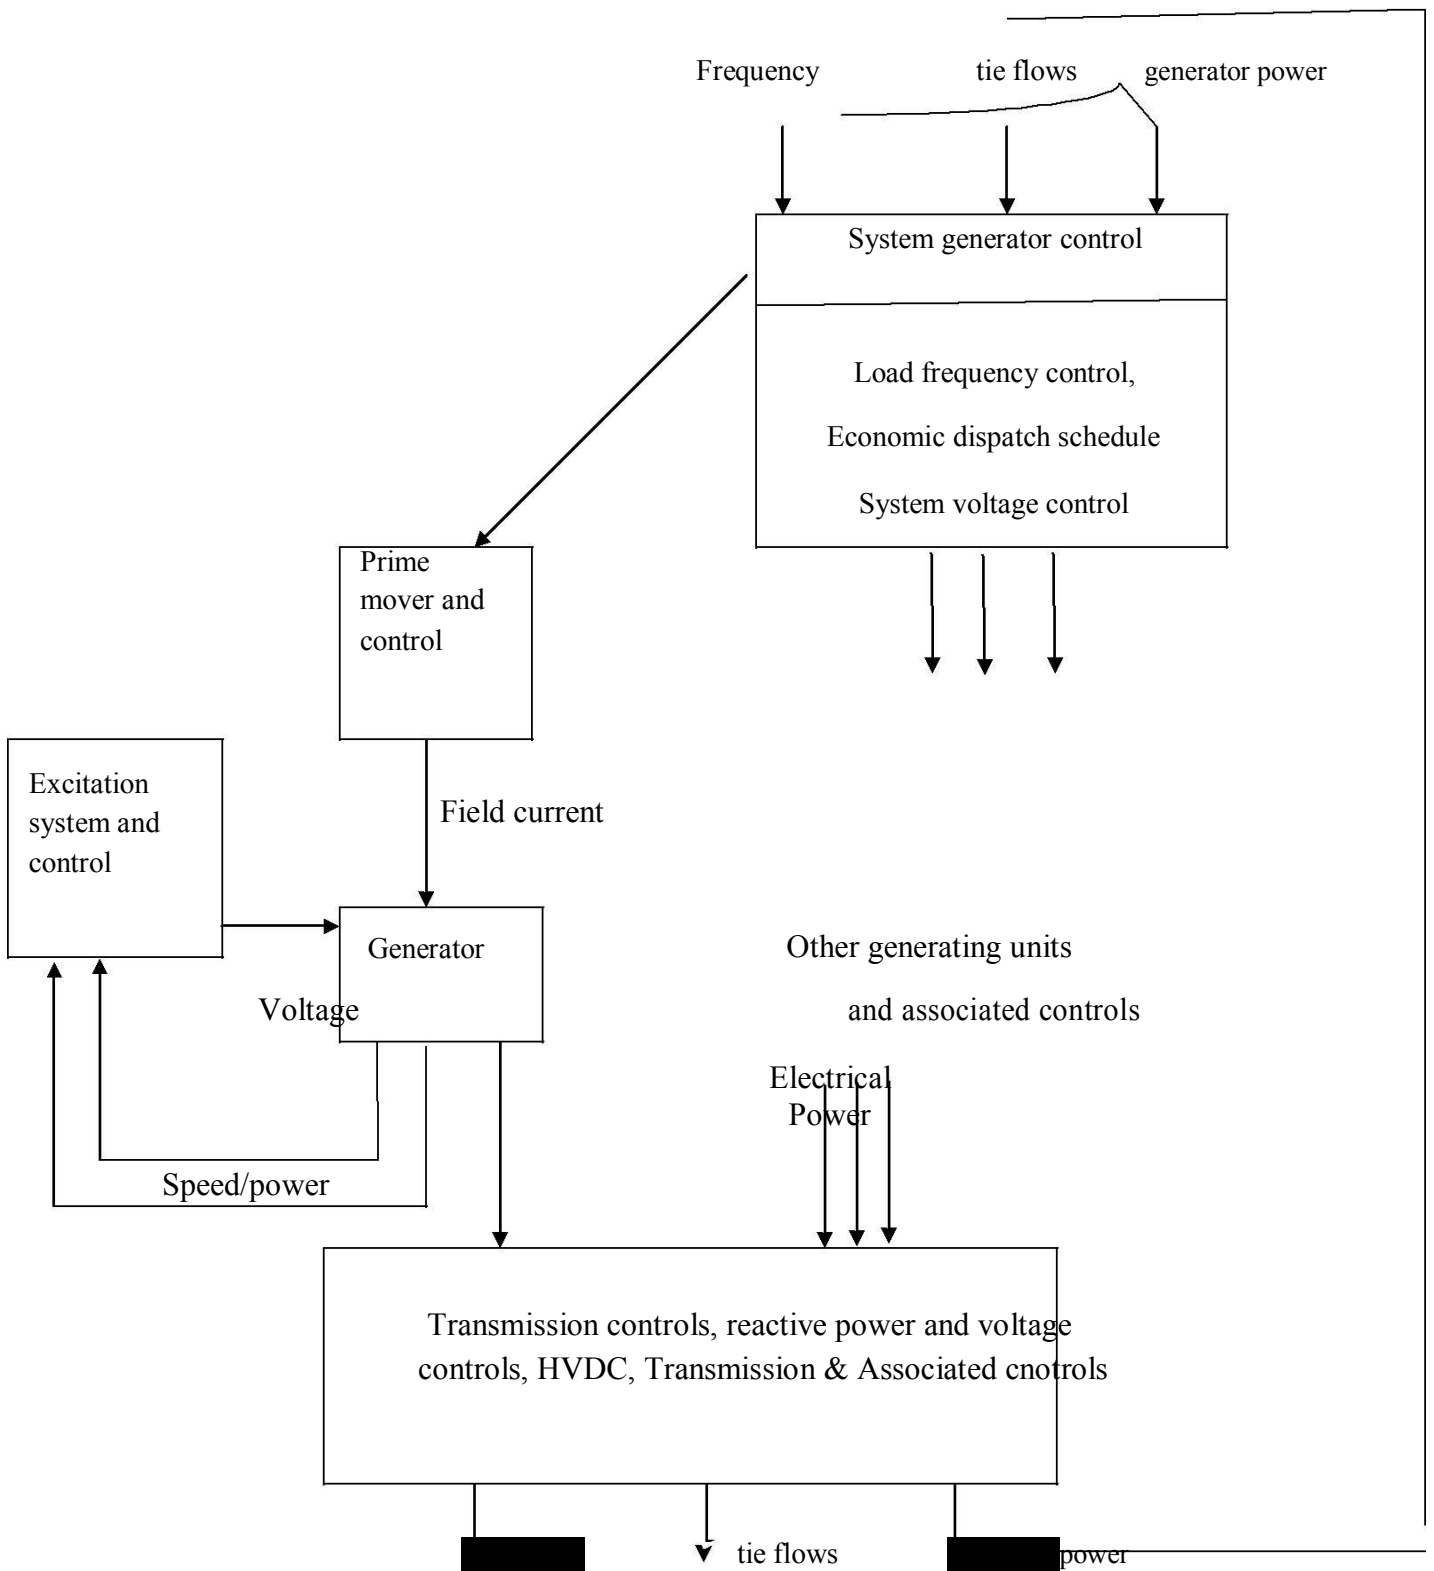 Frequency
tie flows
generator power
System generator control
Load frequency control,
Economic dispatch schedule
System voltage control
Prime
mover and
control
Excitation
system and
control
Field current
Generator
Voltage
Other generating units
and associated controls
Electrical
Power
Speed/power
Transmission controls, reactive power and voltage
controls, HVDC, Transmission & Associated cnotrols
tie flows
power